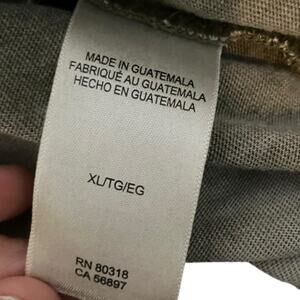 MADE IN GUATEMALA
FABRIQUÉ AU GUATEMALA
HECHO EN GUATEMALA
XL/TG/EG
RN 80318
CA 56897